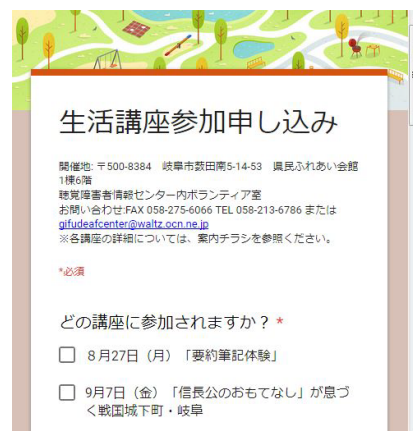 生活講座参加申し込み
開催地: 〒500-8384　岐阜市薮田南5-14-53　県民ふれあい会館
1棟6階
聴覚障害者情報センター内ボランティア室
お問い合わせ:FAX 058-275-6066 TEL 058-213-6786 または
gifudeafcenter@waltz.ocn.ne.jp
※各講座の詳細については、案内チラシを参照ください。
*必須
どの講座に参加されますか？ *
８月27日（月）「要約筆記体験」
9月7日（金）「信長公のおもてなし」が息づ
く戦国城下町・岐阜